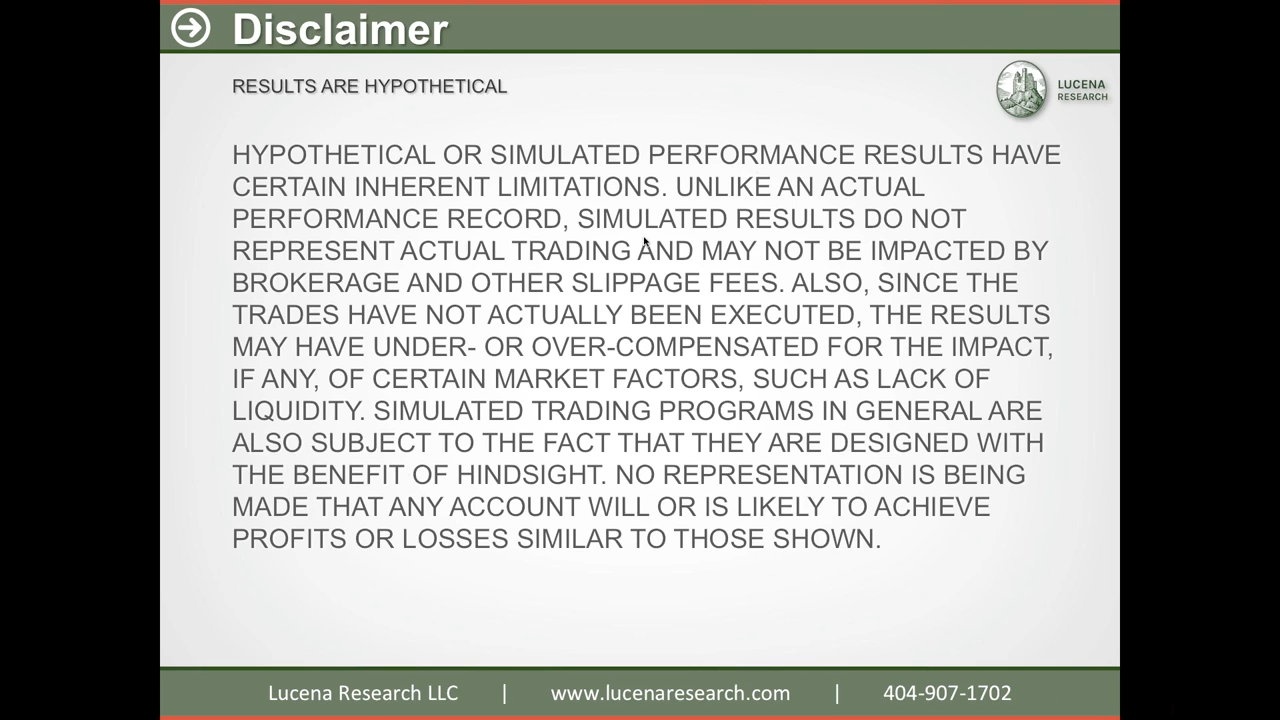 Disclaimer
RESULTS ARE HYPOTHETICAL
LUCENA
RESEARCH
HYPOTHETICAL OR SIMULATED PERFORMANCE RESULTS HAVE
CERTAIN INHERENT LIMITATIONS. UNLIKE AN ACTUAL
PERFORMANCE RECORD, SIMULATED RESULTS DO NOT
REPRESENT ACTUAL TRADING AND MAY NOT BE IMPACTED BY
BROKERAGE AND OTHER SLIPPAGE FEES. ALSO, SINCE THE
TRADES HAVE NOT ACTUALLY BEEN EXECUTED, THE RESULTS
MAY HAVE UNDER- OR OVER-COMPENSATED FOR THE IMPACT,
IF ANY, OF CERTAIN MARKET FACTORS, SUCH AS LACK OF
LIQUIDITY. SIMULATED TRADING PROGRAMS IN GENERAL ARE
ALSO SUBJECT TO THE FACT THAT THEY ARE DESIGNED WITH
THE BENEFIT OF HINDSIGHT. NO REPRESENTATION IS BEING
MADE THAT ANY ACCOUNT WILL OR IS LIKELY TO ACHIEVE
PROFITS OR LOSSES SIMILAR TO THOSE SHOWN.
Lucena Research LLC | www.lucenaresearch.com | 404-907-1702